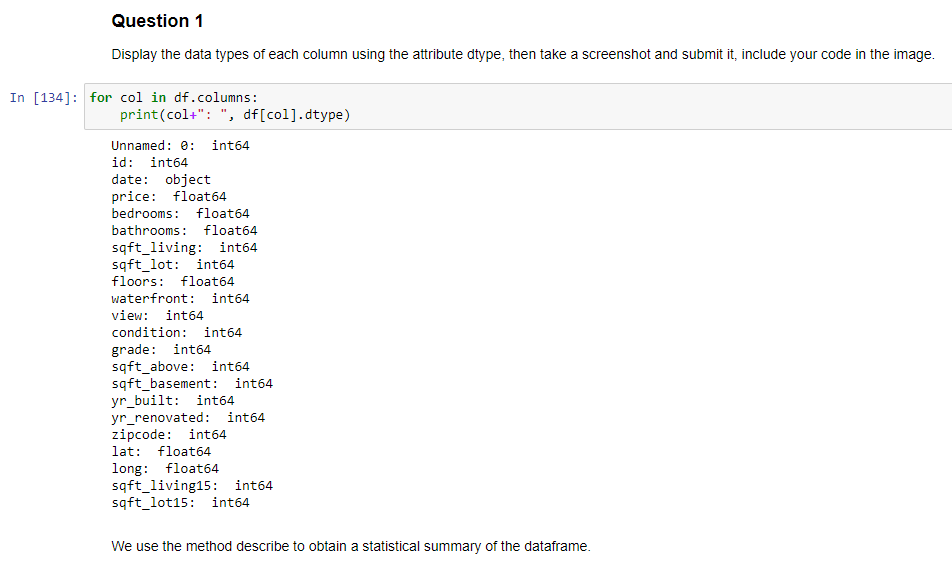 Question 1
Display the data types of each column using the attribute dtype, then take a screenshot and submit it, include your code in the image.
In [134]: for col in df.columns:
    print(col+": ", df[col].dtype)
Unnamed: 0:  int64
id:  int64
date:  object
price:  float64
bedrooms:  float64
bathrooms:  float64
sqft_living:  int64
sqft_lot:  int64
floors:  float64
waterfront:  int64
view:  int64
condition:  int64
grade:  int64
sqft_above:  int64
sqft_basement:  int64
yr_built:  int64
yr_renovated:  int64
zipcode:  int64
lat:  float64
long:  float64
sqft_living15:  int64
sqft_lot15:  int64
We use the method describe to obtain a statistical summary of the dataframe.